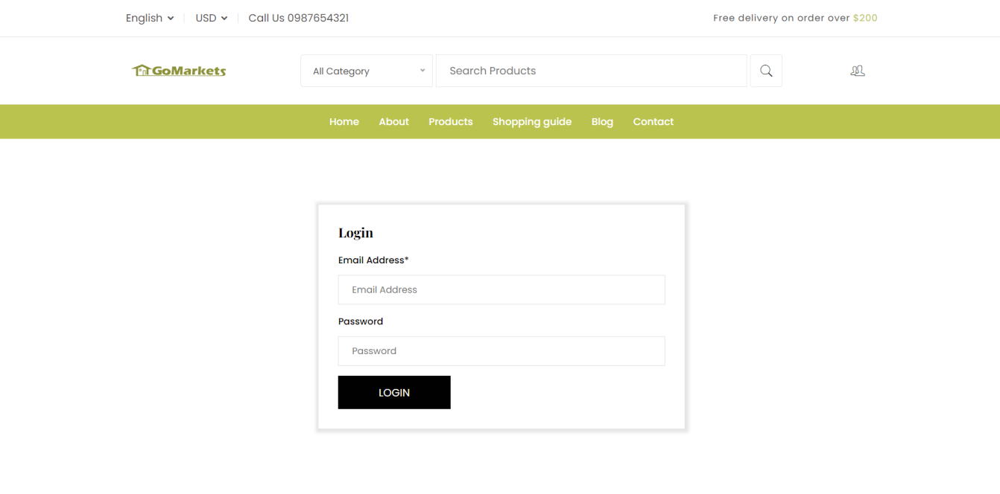 English USD Call Us 0987654321 Free delivery on order over $200
GoMarkets All Category Search Products
Home About Products Shopping guide Blog Contact
Login
Email Address*
Email Address
Password
Password
LOGIN